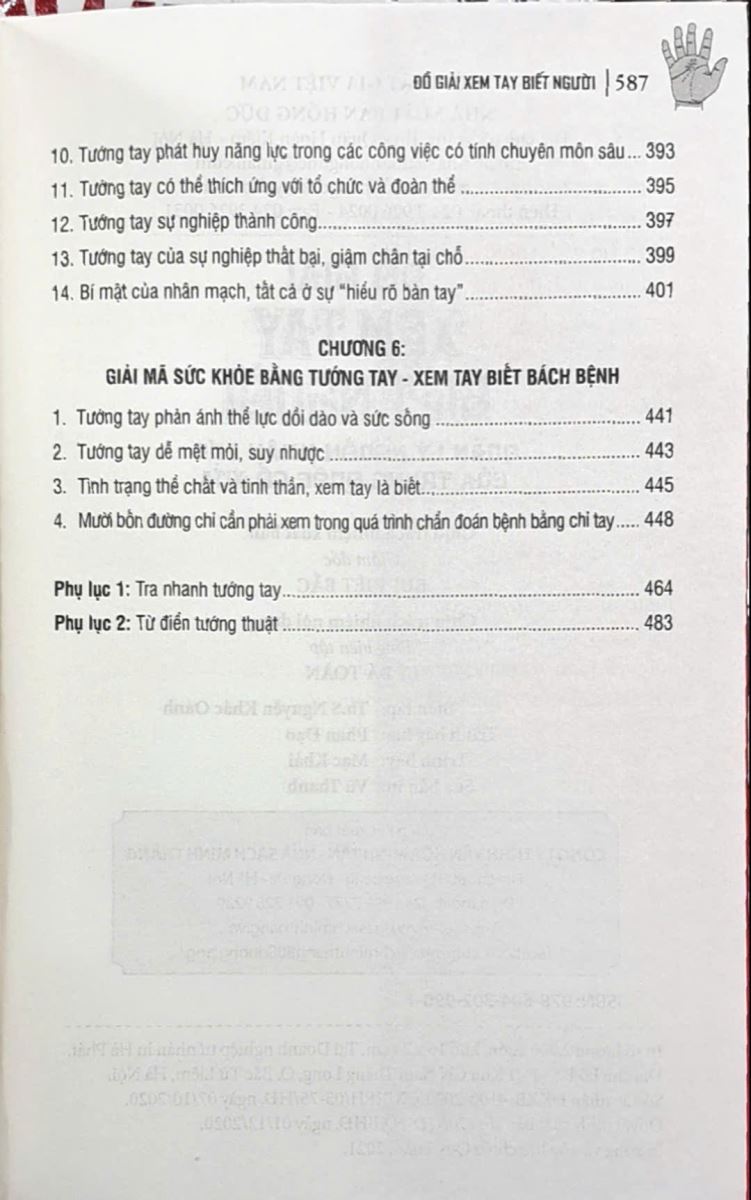 ĐỒ GIẢI XEM TAY BIẾT NGƯỜI | 587
10. Tướng tay phát huy năng lực trong các công việc có tính chuyên môn sâu... 393
11. Tướng tay có thể thích ứng với tổ chức và đoàn thể ... 395
12. Tướng tay sự nghiệp thành công... 397
13. Tướng tay của sự nghiệp thất bại, giậm chân tại chỗ... 399
14. Bí mật của nhân mạch, tất cả ở sự "hiểu rõ bàn tay"... 401
CHƯƠNG 6:
GIẢI MÃ SỨC KHỎE BẰNG TƯỚNG TAY - XEM TAY BIẾT BÁCH BỆNH
1. Tướng tay phản ánh thể lực dồi dào và sức sống ... 441
2. Tướng tay dễ mệt mỏi, suy nhược... 443
3. Tình trạng thể chất và tinh thần, xem tay là biết... 445
4. Mười bốn đường chỉ cần phải xem trong quá trình chẩn đoán bệnh bằng chỉ tay..... 448
Phụ lục 1: Tra nhanh tướng tay... 464
Phụ lục 2: Từ điển tướng thuật ... 483